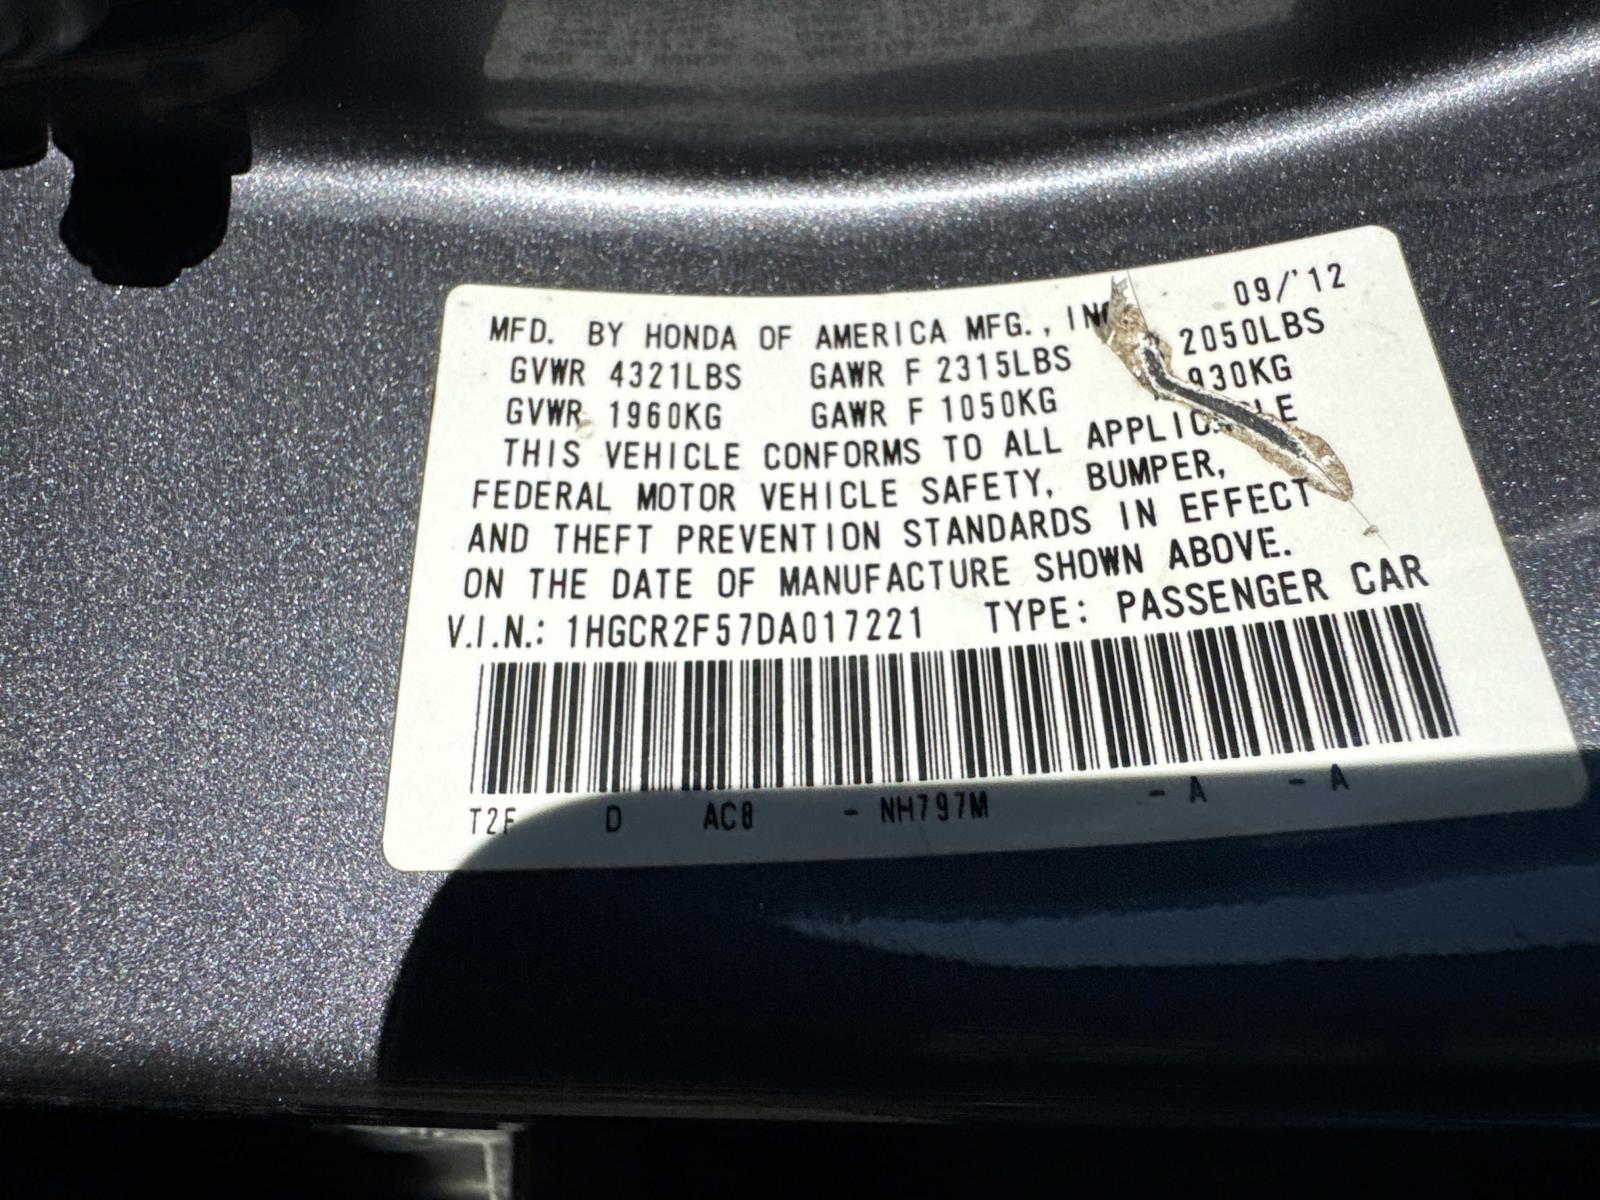 09/'12
MFD. BY HONDA OF AMERICA MFG., INC
GVWR 4321LBS GAWR F 2315LBS 2050LBS
GVWR 1960KG GAWR F 1050KG 930KG
THIS VEHICLE CONFORMS TO ALL
FEDERAL MOTOR VEHICLE SAFETY, BUMPER,
AND THEFT PREVENTION STANDARDS IN EFFECT
ON THE DATE OF MANUFACTURE SHOWN ABOVE.
V.I.N.: 1HGCR2F57DA017221 TYPE: PASSENGER CAR
T2F D AC8 - NH797M - A - A